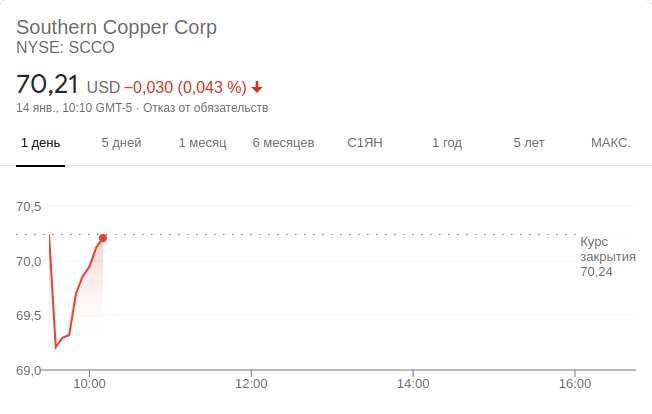 Southern Copper Corp
NYSE: SCCO
70,21 USD −0,030 (0,043 %)
14 янв., 10:10 GMT-5 · Отказ от обязательств
1 день 5 дней 1 месяц 6 месяцев С1ЯН 1 год 5 лет МАКС.
70,5
Курс
закрытия
70,24
70,0
69,5
69,0
10:00 12:00 14:00 16:00